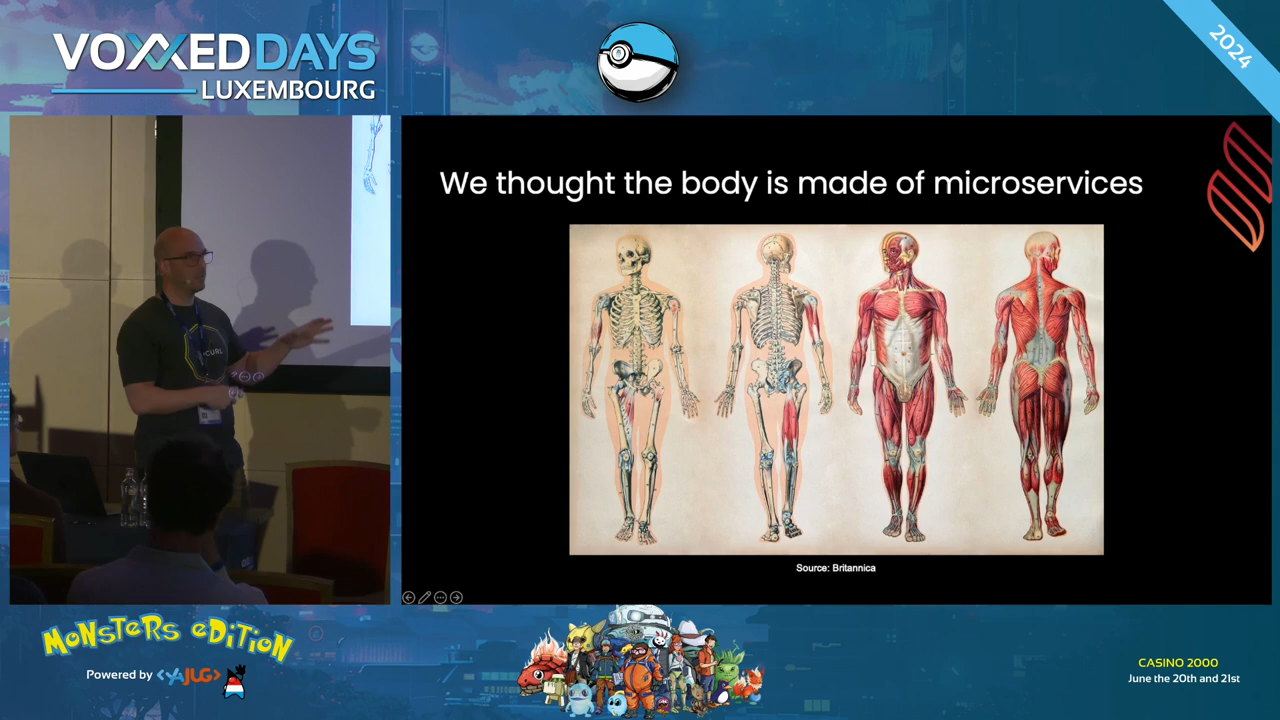 VOXXEDDAYS
LUXEMBOURG
2024
We thought the body is made of microservices
Source: Britannica
MONSTERS EDITION
Powered by <YAJUG>
CASINO 2000
June the 20th and 21st